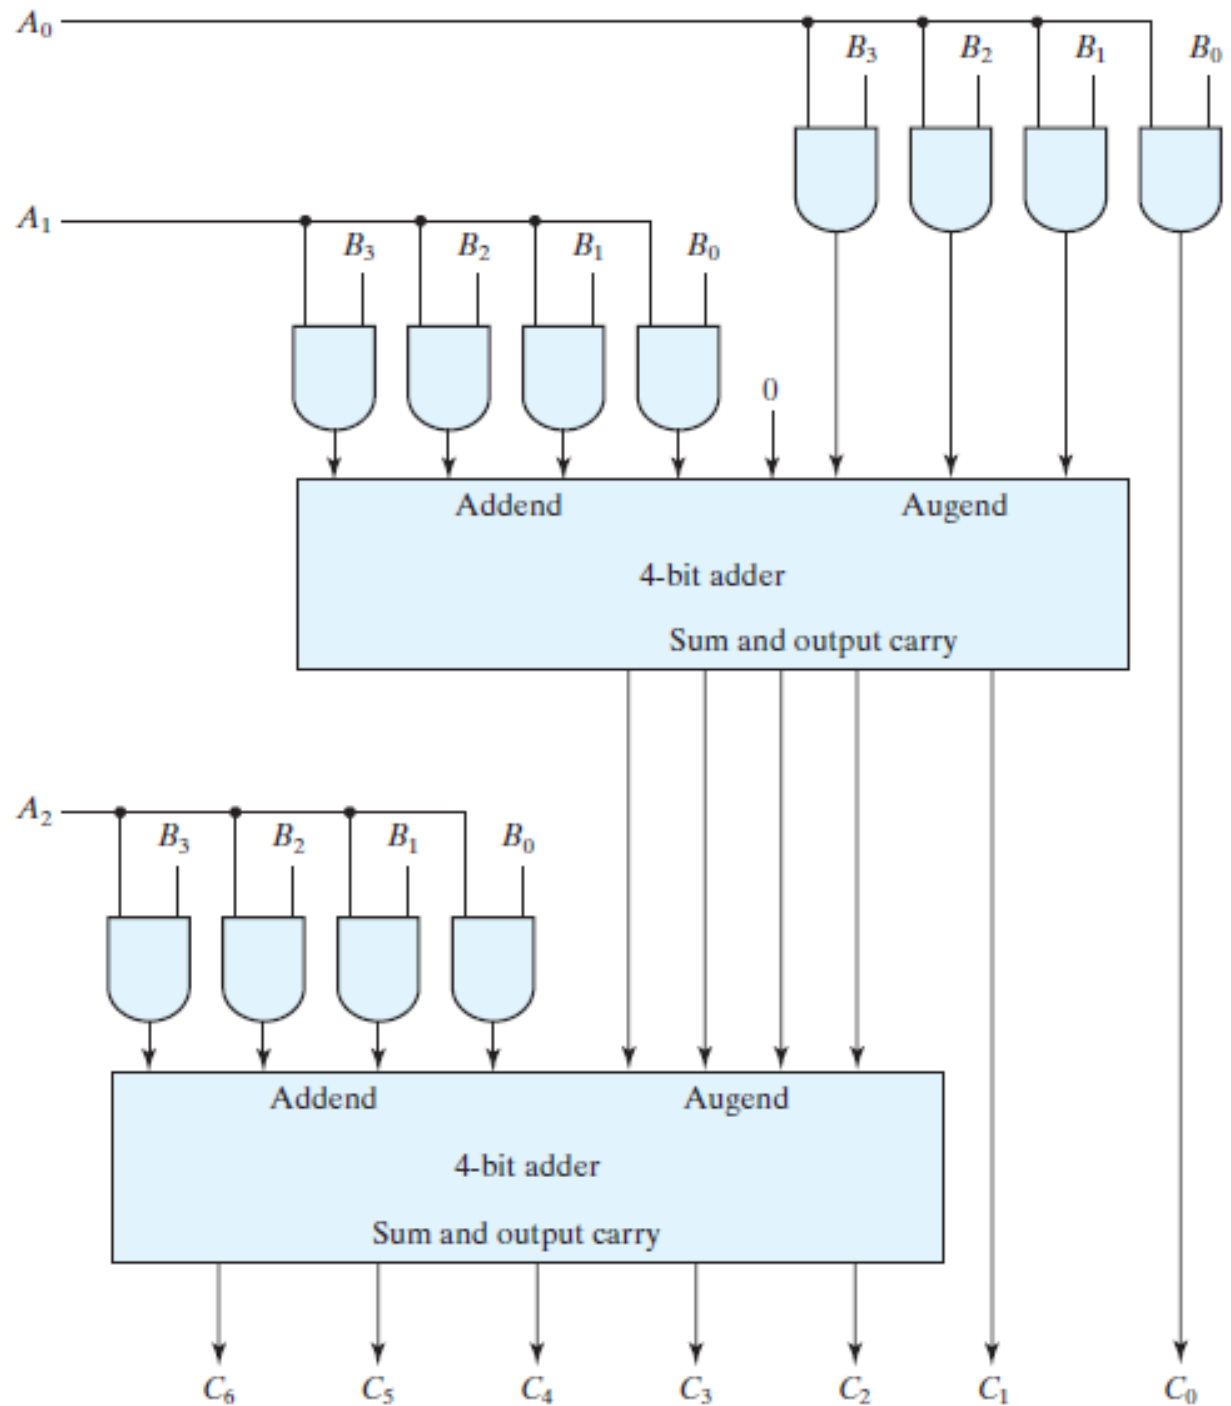 A₀
B₃ B₂ B₁ B₀
A₁
B₃ B₂ B₁ B₀
0
Addend Augend
4-bit adder
Sum and output carry
A₂
B₃ B₂ B₁ B₀
Addend Augend
4-bit adder
Sum and output carry
C₆ C₅ C₄ C₃ C₂ C₁ C₀